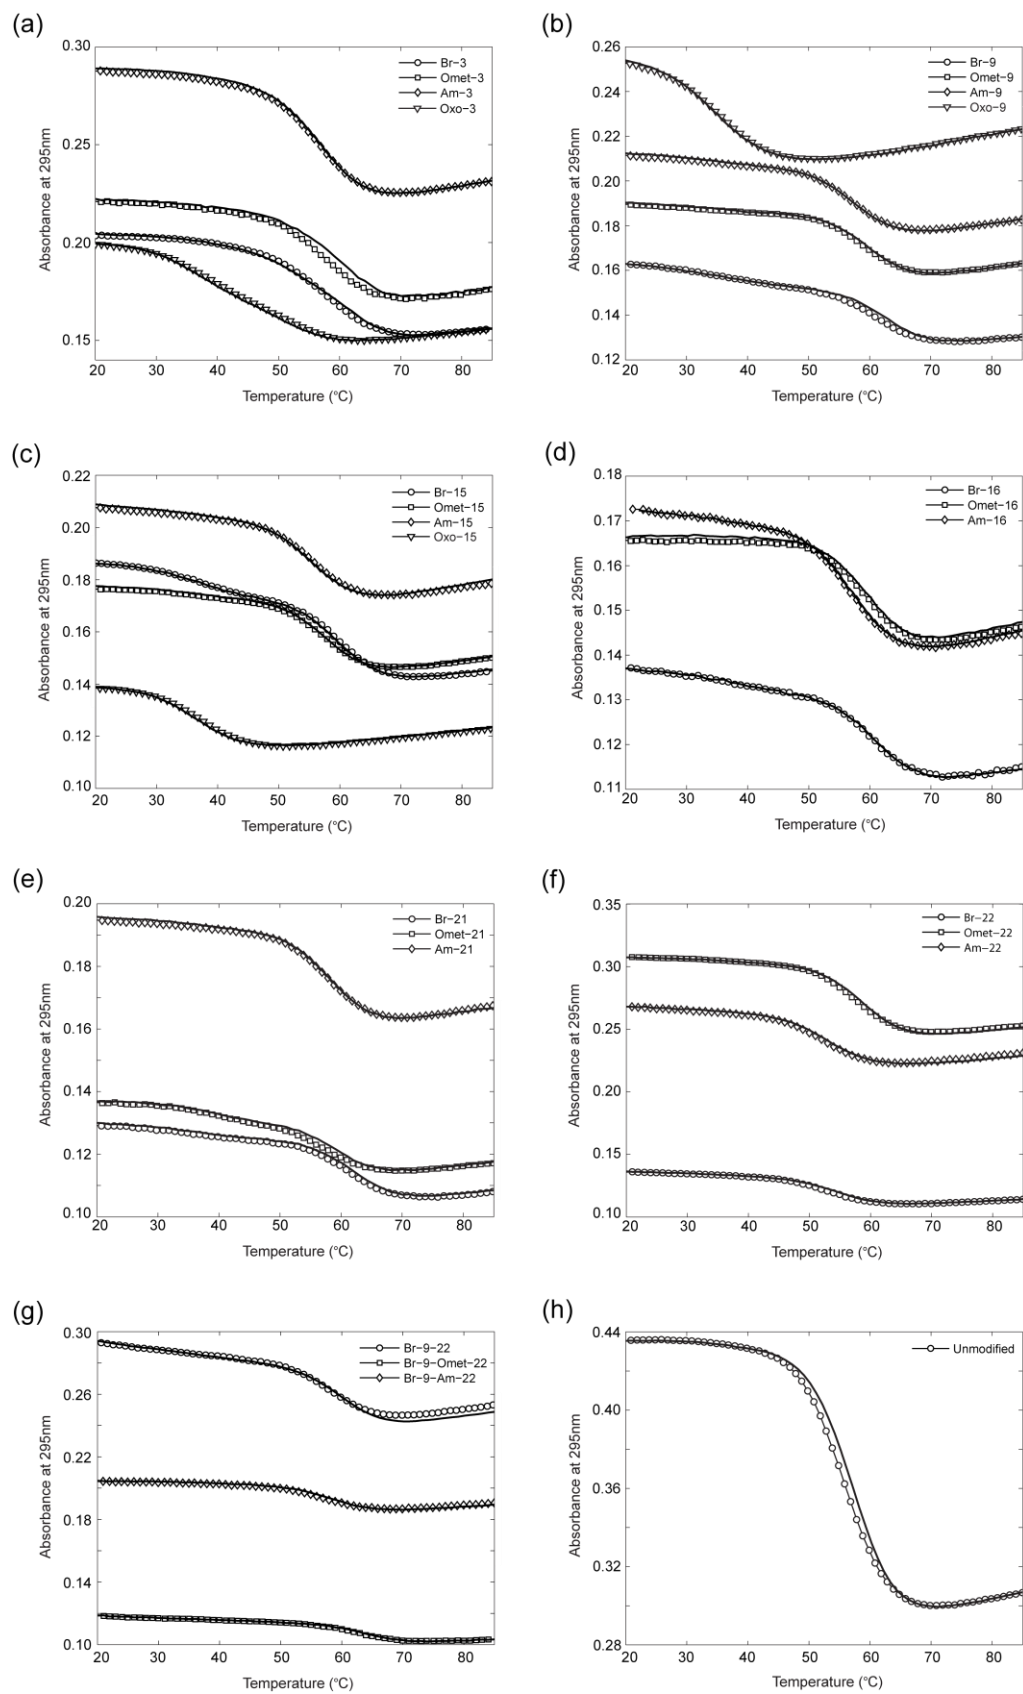 (a)
0.30
0.25
0.20
0.15
Absorbance at 295nm
Br−3
Omet−3
Am−3
Oxo−3
20 30 40 50 60 70 80
Temperature (°C)
(b)
0.26
0.24
0.22
0.20
0.18
0.16
0.14
0.12
Absorbance at 295nm
Br−9
Omet−9
Am−9
Oxo−9
20 30 40 50 60 70 80
Temperature (°C)
(c)
0.22
0.20
0.18
0.16
0.14
0.12
0.10
Absorbance at 295nm
Br−15
Omet−15
Am−15
Oxo−15
20 30 40 50 60 70 80
Temperature (°C)
(d)
0.18
0.17
0.16
0.15
0.14
0.13
0.12
0.11
Absorbance at 295nm
Br−16
Omet−16
Am−16
20 30 40 50 60 70 80
Temperature (°C)
(e)
0.20
0.18
0.16
0.14
0.12
0.10
Absorbance at 295nm
Br−21
Omet−21
Am−21
20 30 40 50 60 70 80
Temperature (°C)
(f)
0.35
0.30
0.25
0.20
0.15
0.10
Absorbance at 295nm
Br−22
Omet−22
Am−22
20 30 40 50 60 70 80
Temperature (°C)
(g)
0.30
0.26
0.22
0.18
0.14
0.10
Absorbance at 295nm
Br−9−22
Br−9−Omet−22
Br−9−Am−22
20 30 40 50 60 70 80
Temperature (°C)
(h)
0.44
0.40
0.36
0.32
0.28
Absorbance at 295nm
Unmodified
20 30 40 50 60 70 80
Temperature (°C)